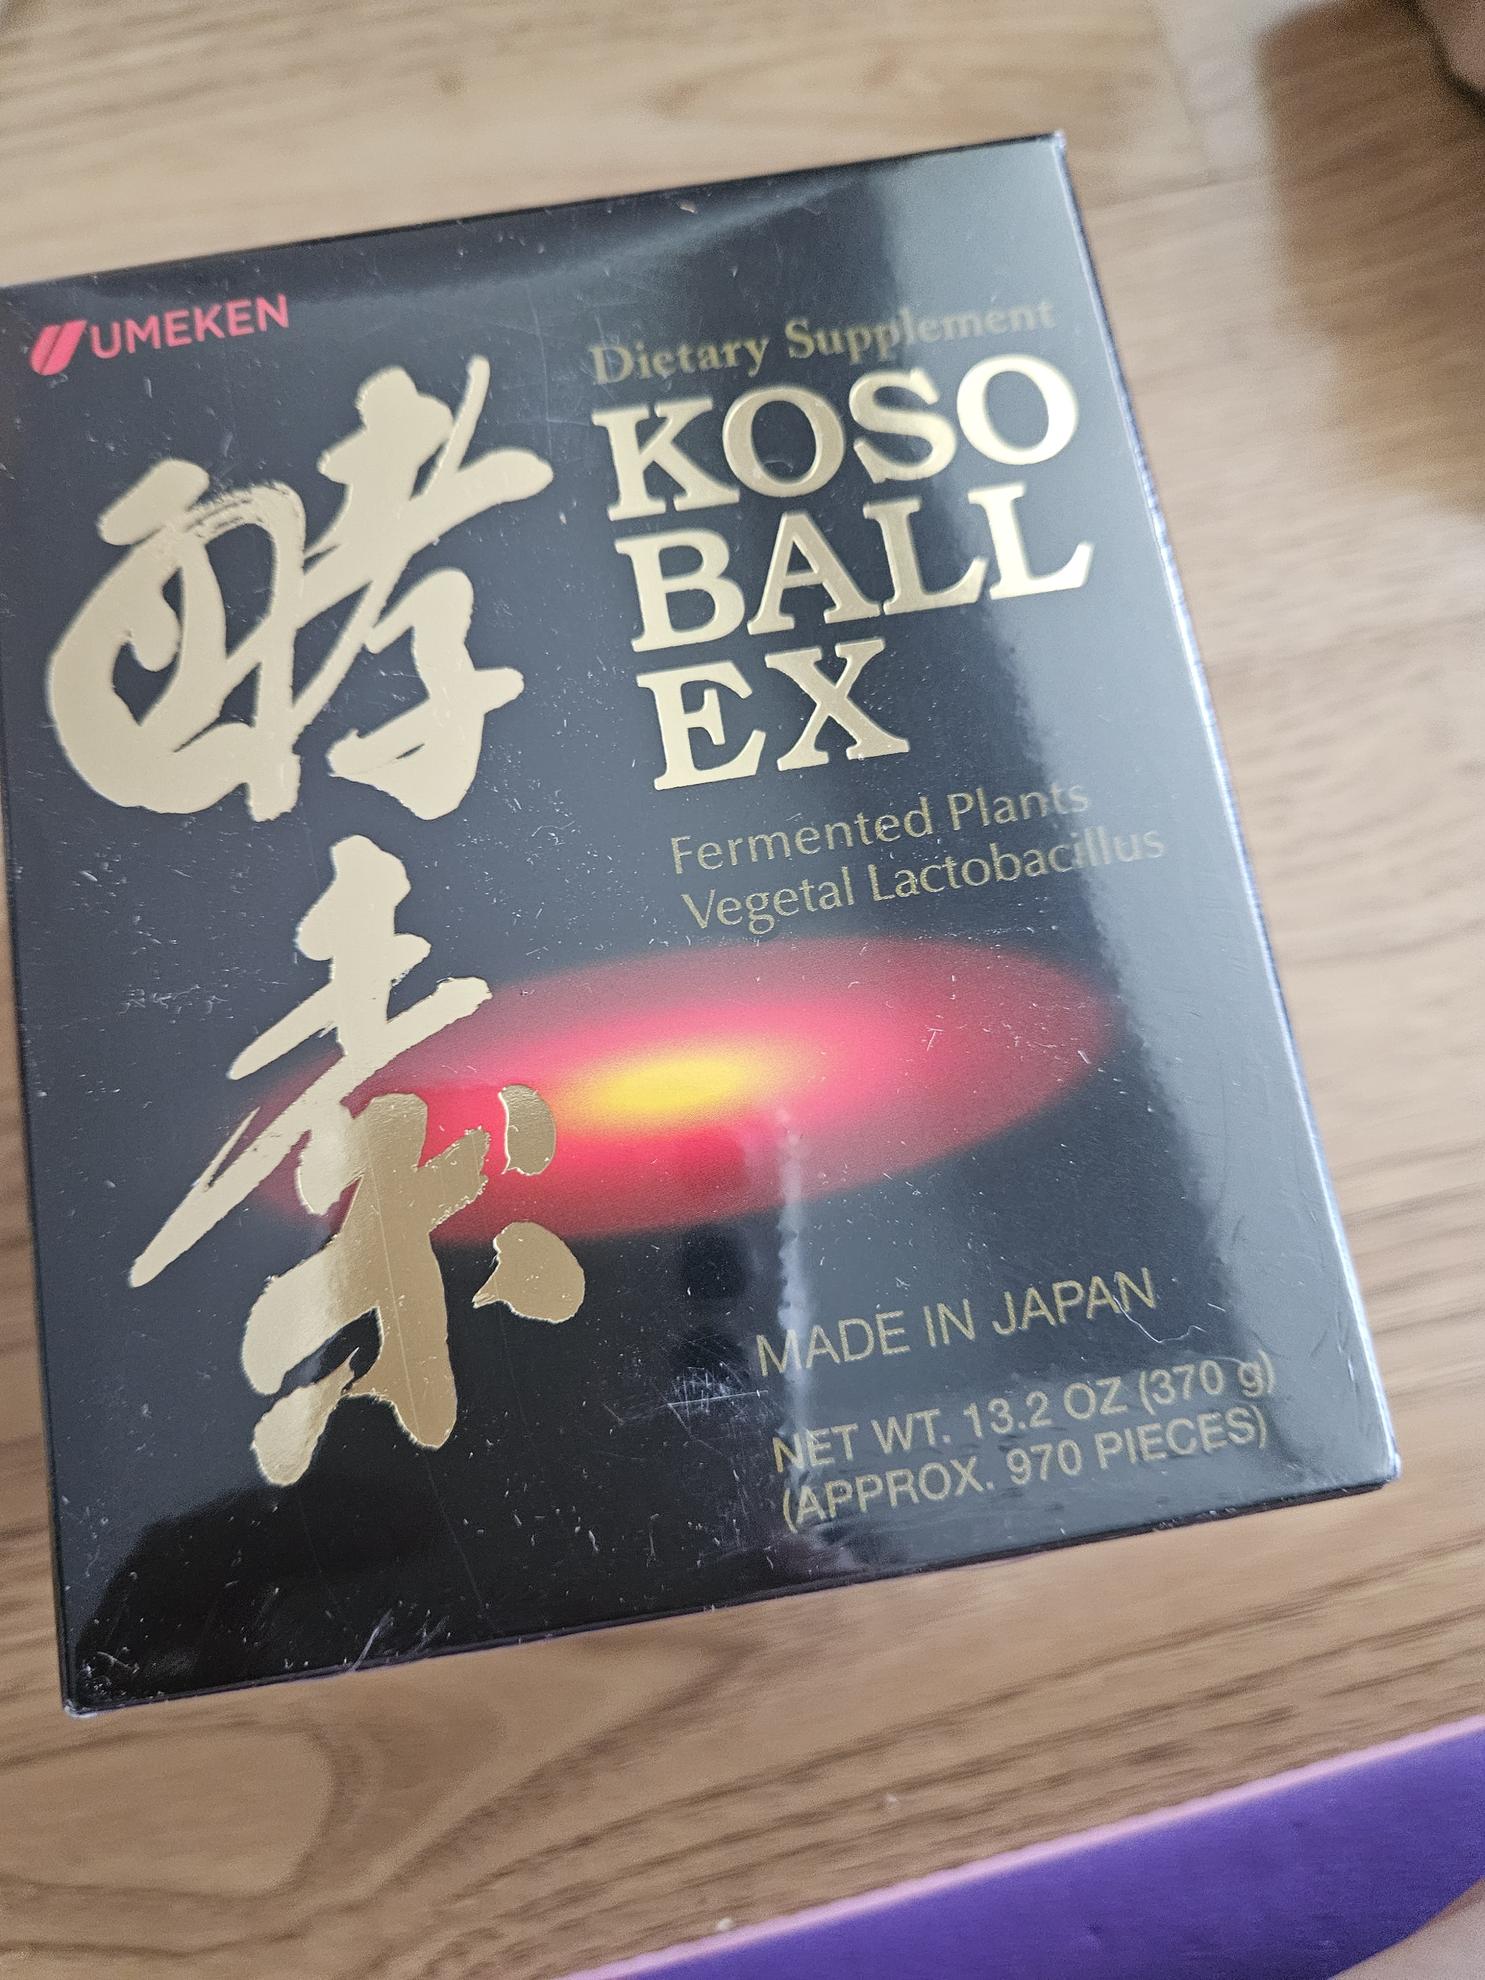 UMEKEN
酵素
Dietary Supplement
KOSO
BALL
EX
Fermented Plants
Vegetal Lactobacillus
MADE IN JAPAN
NET WT. 13.2 OZ (370 g)
(APPROX. 970 PIECES)